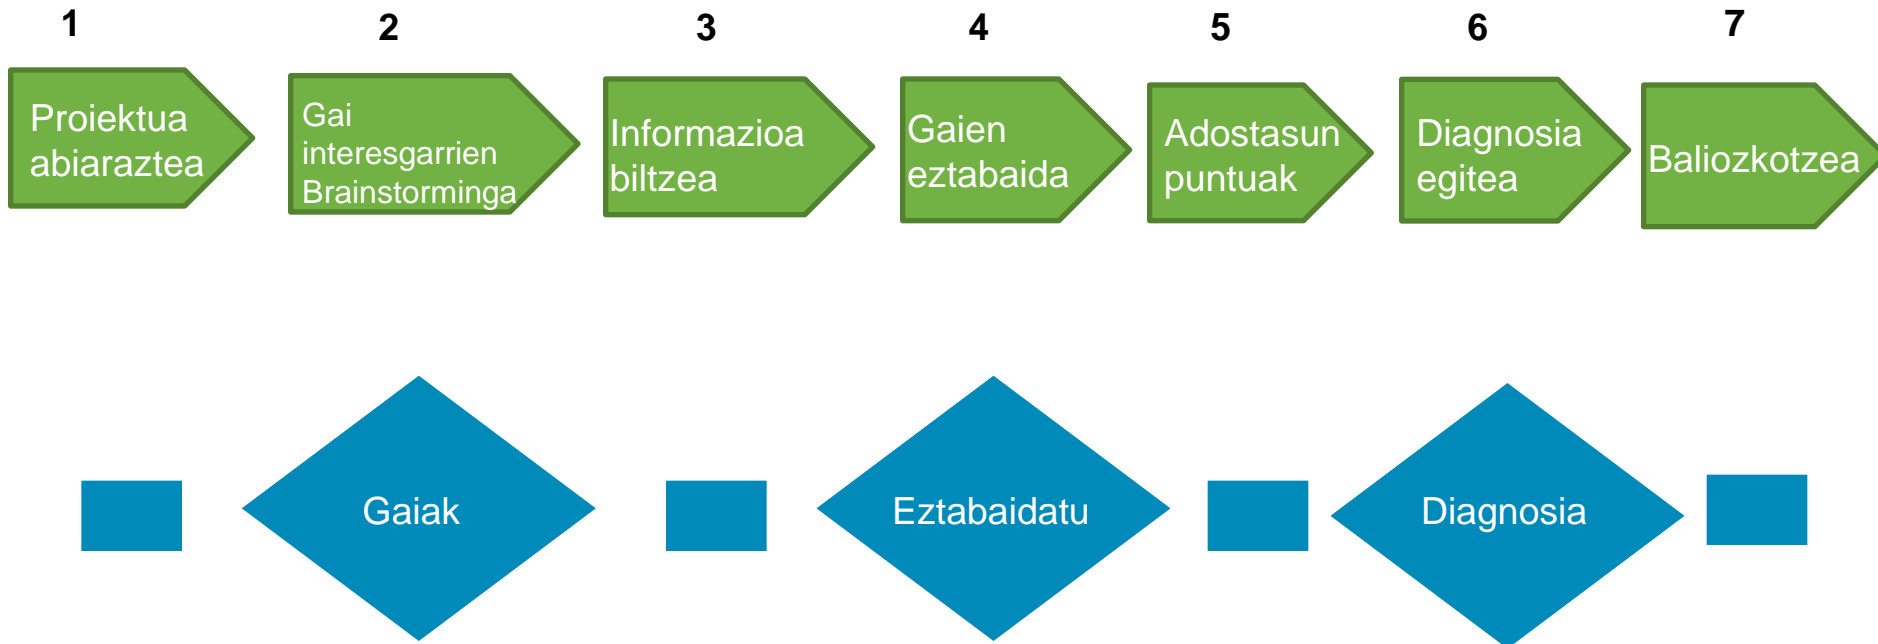 1 2 3 4 5 6 7
Proiektua
abiaraztea
Gai
interesgarrien
Brainstorminga
Informazioa
biltzea
Gaien
eztabaida
Adostasun
puntuak
Diagnosia
egitea
Baliozkotzea
Gaiak
Eztabaidatu
Diagnosia